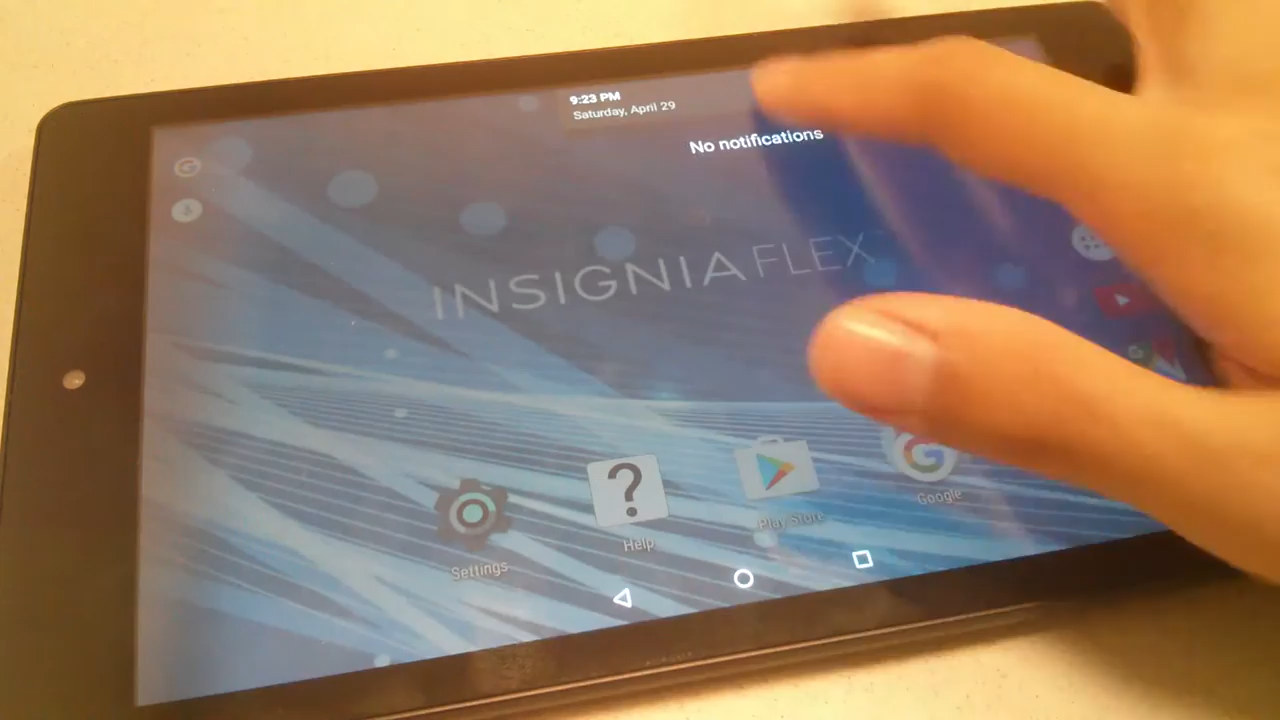 9:23 PM
Saturday, April 29
No notifications
INSIGNIA FLEX
Settings
Help
Play Store
Google